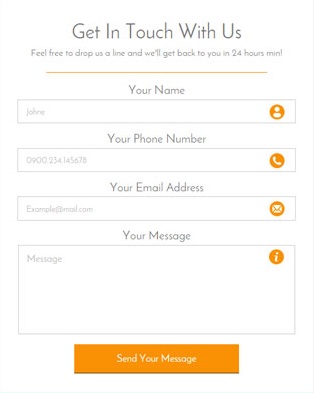 Get In Touch With Us
Feel free to drop us a line and we'll get back to you in 24 hours min!
Your Name
Johne
Your Phone Number
0900.234.145678
Your Email Address
Example@mail.com
Your Message
Message
Send Your Message